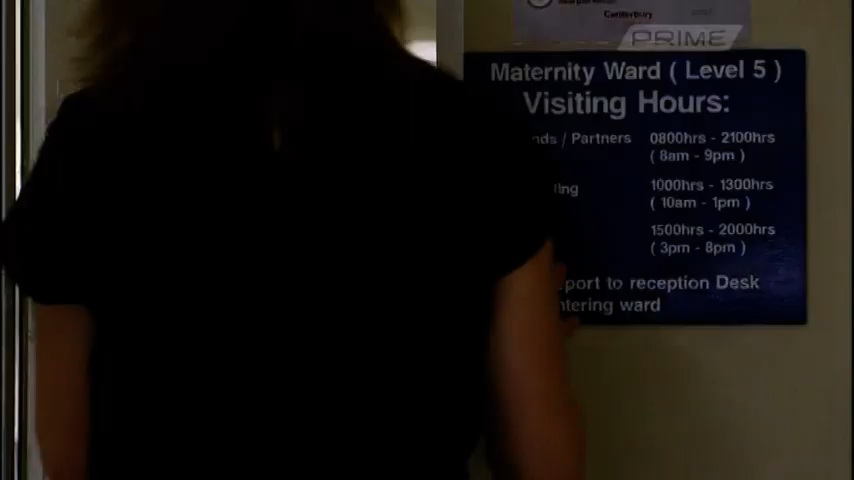 Canterbury
PRIME
Maternity Ward ( Level 5 )
Visiting Hours:
nds / Partners 0800hrs - 2100hrs
( 8am - 9pm )
ling 1000hrs - 1300hrs
( 10am - 1pm )
1500hrs - 2000hrs
( 3pm - 8pm )
port to reception Desk
ntering ward